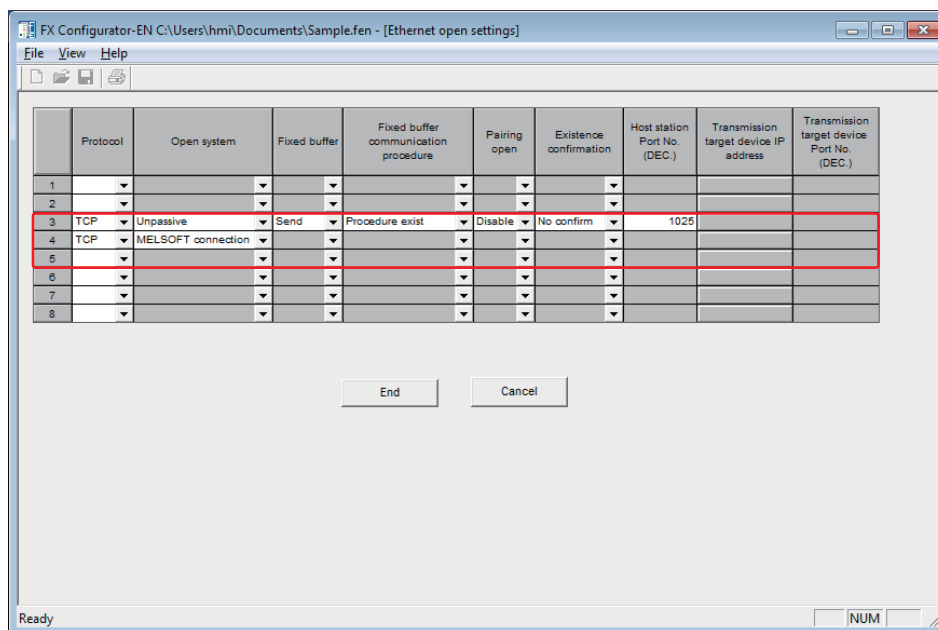 FX Configurator-EN C:\Users\hmi\Documents\Sample.fen - [Ethernet open settings]
File View Help
Protocol Open system Fixed buffer Fixed buffer communication procedure Pairing open Existence confirmation Host station Port No. (DEC.) Transmission target device IP address Transmission target device Port No. (DEC.)
1
2
3 TCP Unpassive Send Procedure exist Disable No confirm 1025
4 TCP MELSOFT connection
5
6
7
8
End Cancel
Ready NUM